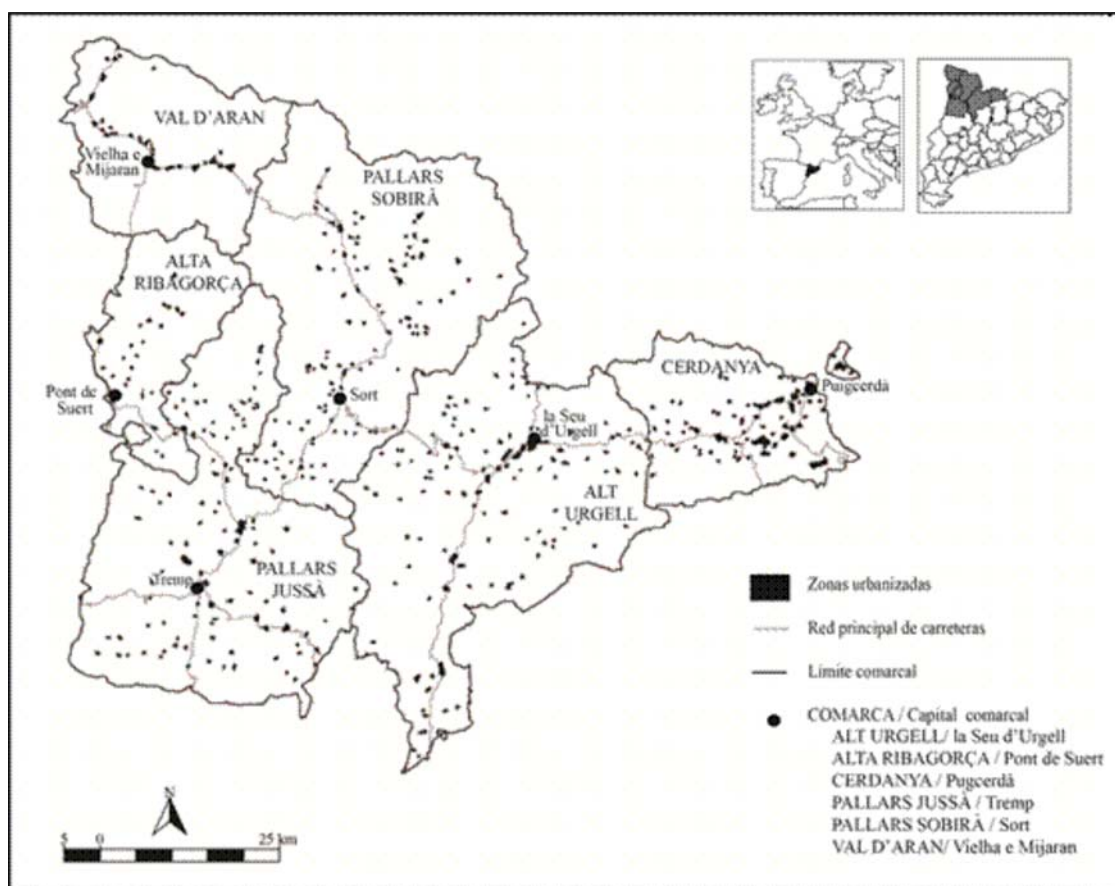 VAL D'ARAN
Vielha e
Mijaran
PALLARS
SOBIRÀ
ALTA
RIBAGORÇA
CERDANYA
Pont de
Suert
Sort
Puigcerdà
la Seu
d'Urgell
ALT
URGELL
PALLARS
JUSSÀ
Tremp
Zonas urbanizadas
Red principal de carreteras
Límite comarcal
COMARCA / Capital comarcal
ALT URGELL/ la Seu d'Urgell
ALTA RIBAGORÇA / Pont de Suert
CERDANYA / Pugcerdà
PALLARS JUSSÀ / Tremp
PALLARS SOBIRÀ / Sort
VAL D'ARAN/ Vielha e Mijaran
N
5 0 25 km